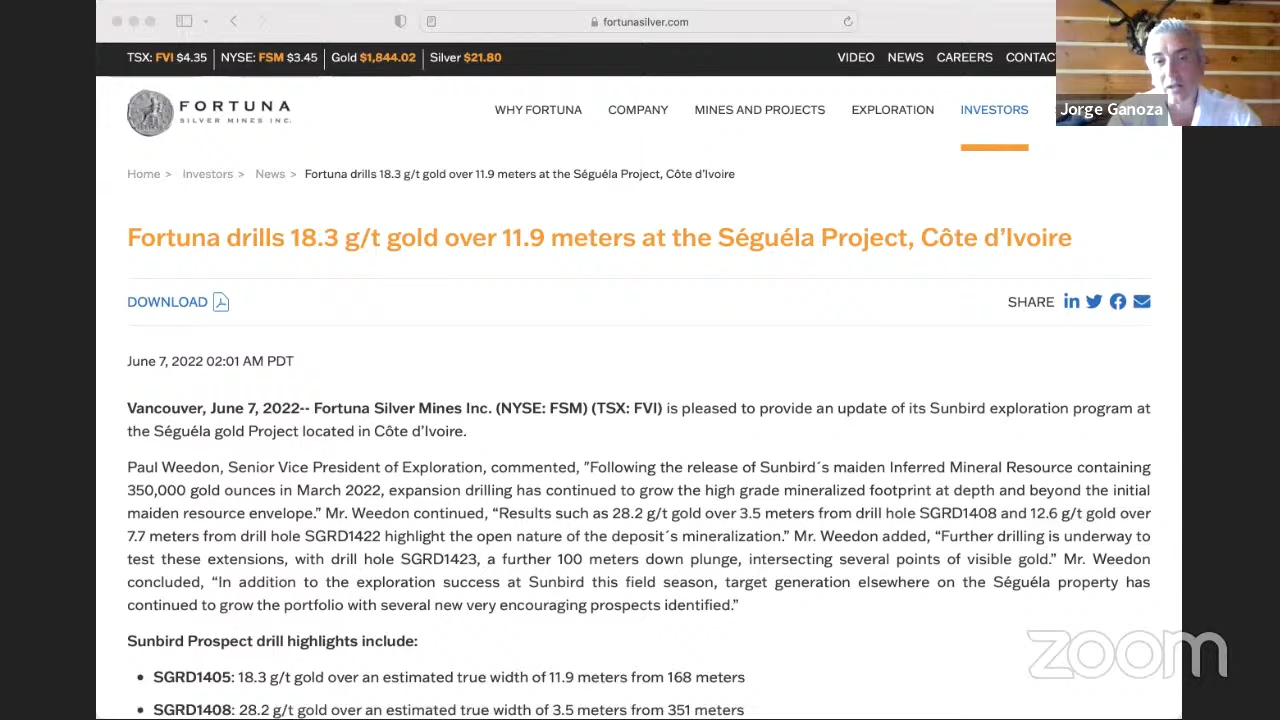 fortunasilver.com
TSX: FVI $4.35 NYSE: FSM $3.45 Gold $1,844.02 Silver $21.80
VIDEO NEWS CAREERS CONTAC
FORTUNA
SILVER MINES INC.
WHY FORTUNA COMPANY MINES AND PROJECTS EXPLORATION INVESTORS
Jorge Ganoza
Home > Investors > News > Fortuna drills 18.3 g/t gold over 11.9 meters at the Séguéla Project, Côte d'Ivoire
Fortuna drills 18.3 g/t gold over 11.9 meters at the Séguéla Project, Côte d'Ivoire
DOWNLOAD
SHARE
June 7, 2022 02:01 AM PDT
Vancouver, June 7, 2022-- Fortuna Silver Mines Inc. (NYSE: FSM) (TSX: FVI) is pleased to provide an update of its Sunbird exploration program at
the Séguéla gold Project located in Côte d'Ivoire.
Paul Weedon, Senior Vice President of Exploration, commented, "Following the release of Sunbird´s maiden Inferred Mineral Resource containing
350,000 gold ounces in March 2022, expansion drilling has continued to grow the high grade mineralized footprint at depth and beyond the initial
maiden resource envelope.” Mr. Weedon continued, “Results such as 28.2 g/t gold over 3.5 meters from drill hole SGRD1408 and 12.6 g/t gold over
7.7 meters from drill hole SGRD1422 highlight the open nature of the deposit´s mineralization.” Mr. Weedon added, “Further drilling is underway to
test these extensions, with drill hole SGRD1423, a further 100 meters down plunge, intersecting several points of visible gold.” Mr. Weedon
concluded, “In addition to the exploration success at Sunbird this field season, target generation elsewhere on the Séguéla property has
continued to grow the portfolio with several new very encouraging prospects identified.”
Sunbird Prospect drill highlights include:
• SGRD1405: 18.3 g/t gold over an estimated true width of 11.9 meters from 168 meters
• SGRD1408: 28.2 g/t gold over an estimated true width of 3.5 meters from 351 meters
zoom